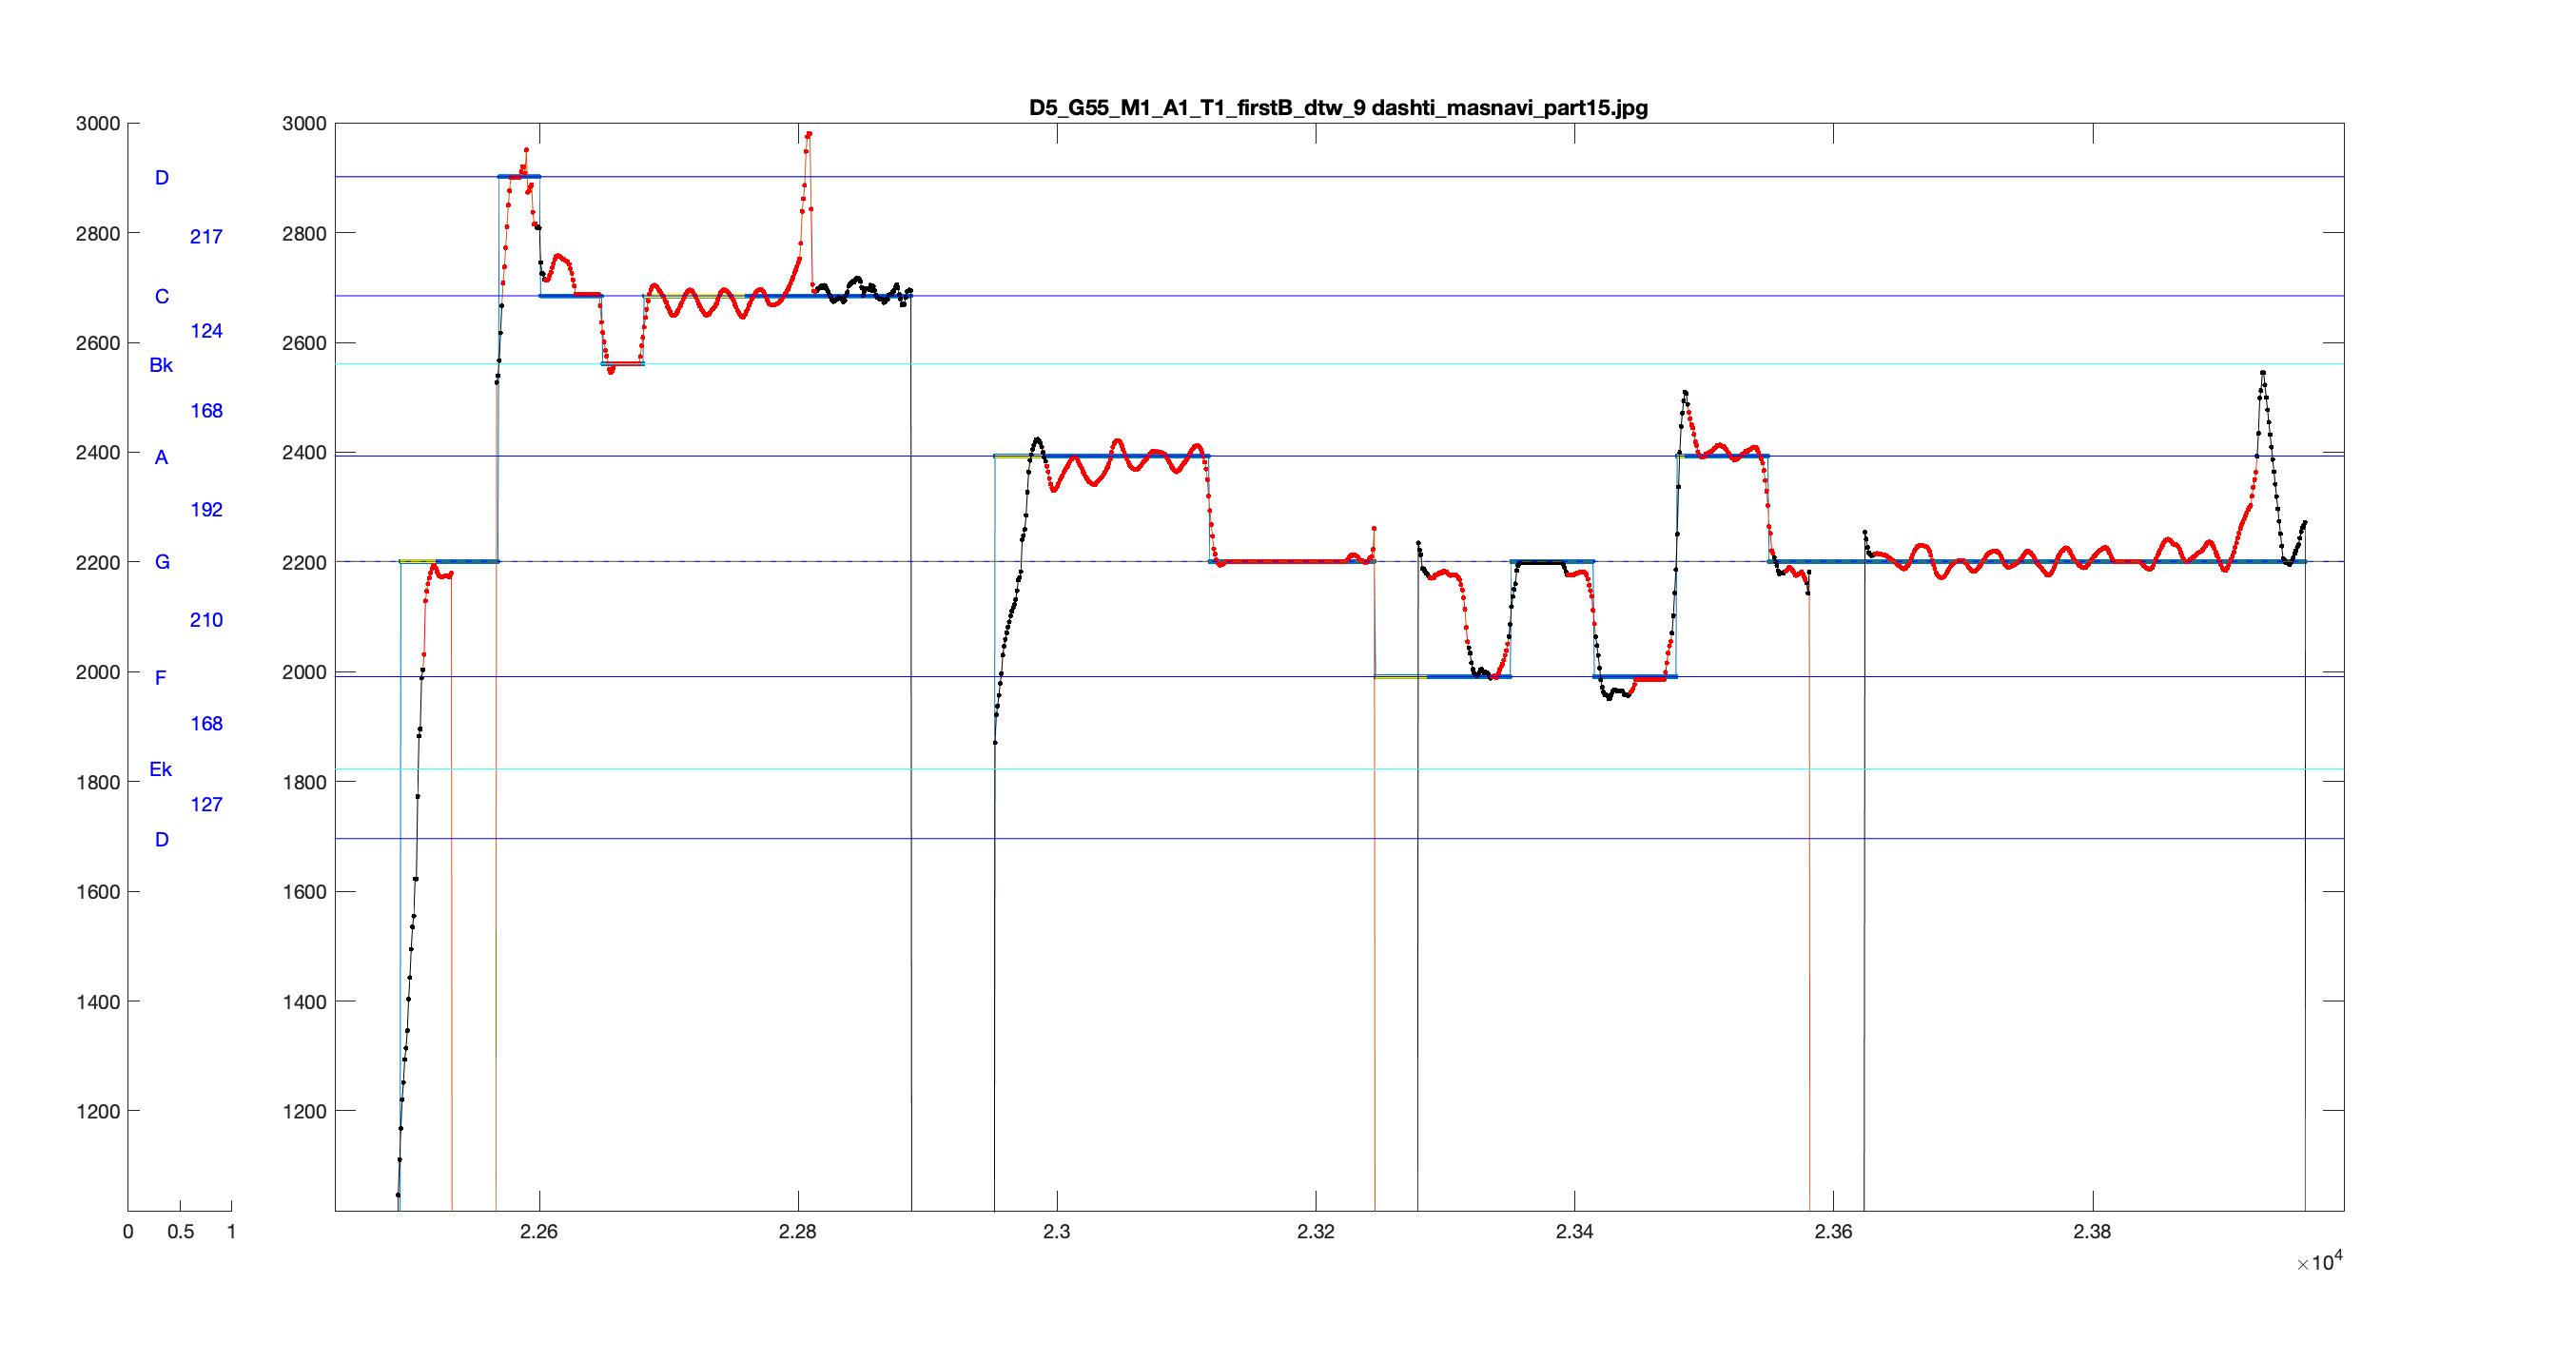 D5_G55_M1_A1_T1_firstB_dtw_9 dashti_masnavi_part15.jpg
3000 3000
D
2800 217 2800
C
124
2600 2600
Bk
168
2400 A 2400
192
2200 G 2200
210
2000 F 2000
168
1800 Ek 1800
127
D
1600 1600
1400 1400
1200 1200
0 0.5 1 2.26 2.28 2.3 2.32 2.34 2.36 2.38
×10⁴